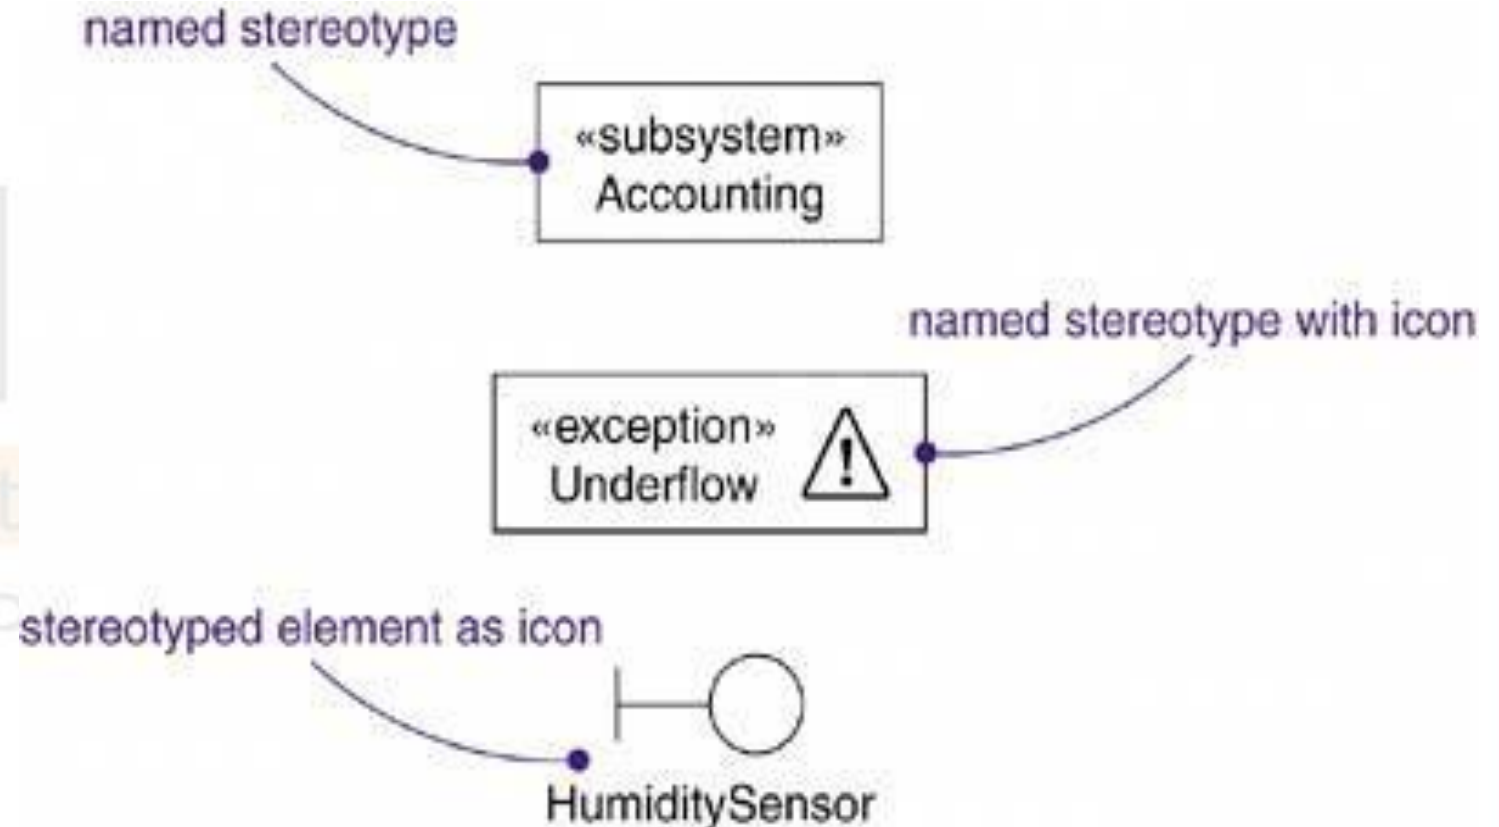 named stereotype
«subsystem»
Accounting
named stereotype with icon
«exception»
Underflow
!
stereotyped element as icon
HumiditySensor